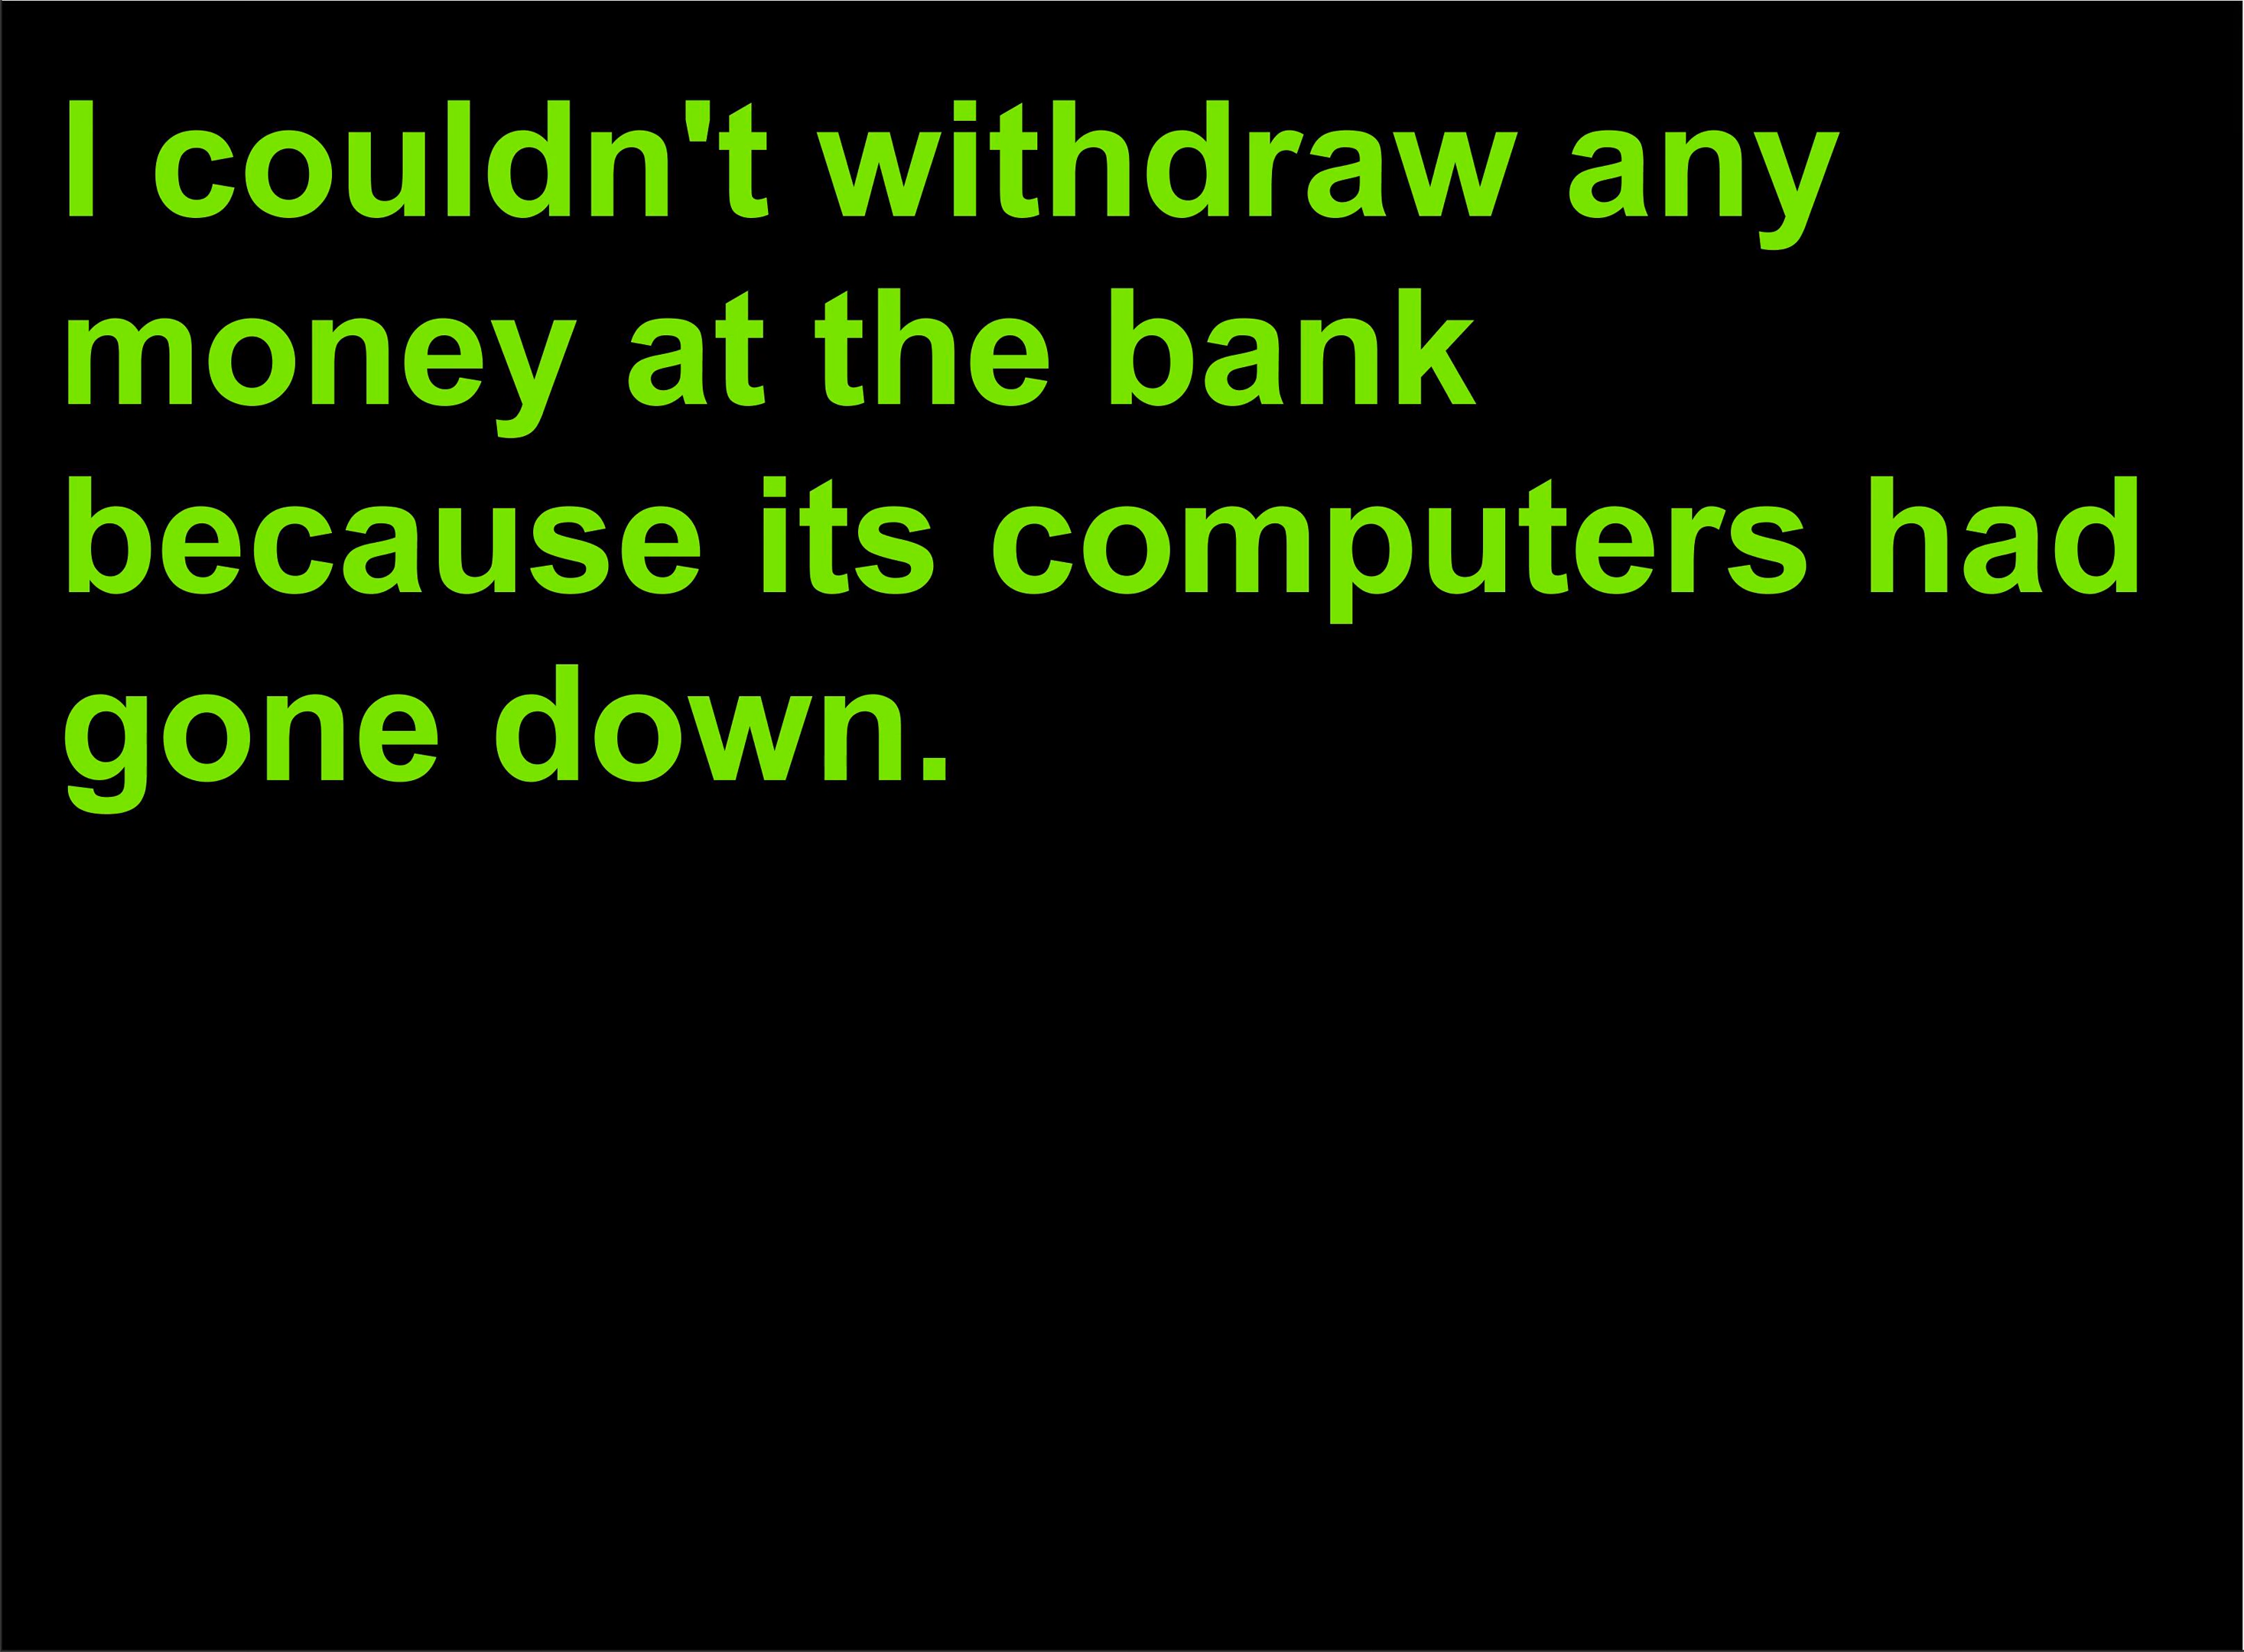 I couldn't withdraw any
money at the bank
because its computers had
gone down.